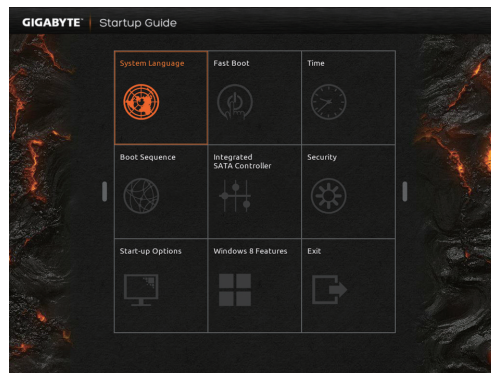 GIGABYTE™ Startup Guide
System Language
Fast Boot
Time
Boot Sequence
Integrated
SATA Controller
Security
Start-up Options
Windows 8 Features
Exit